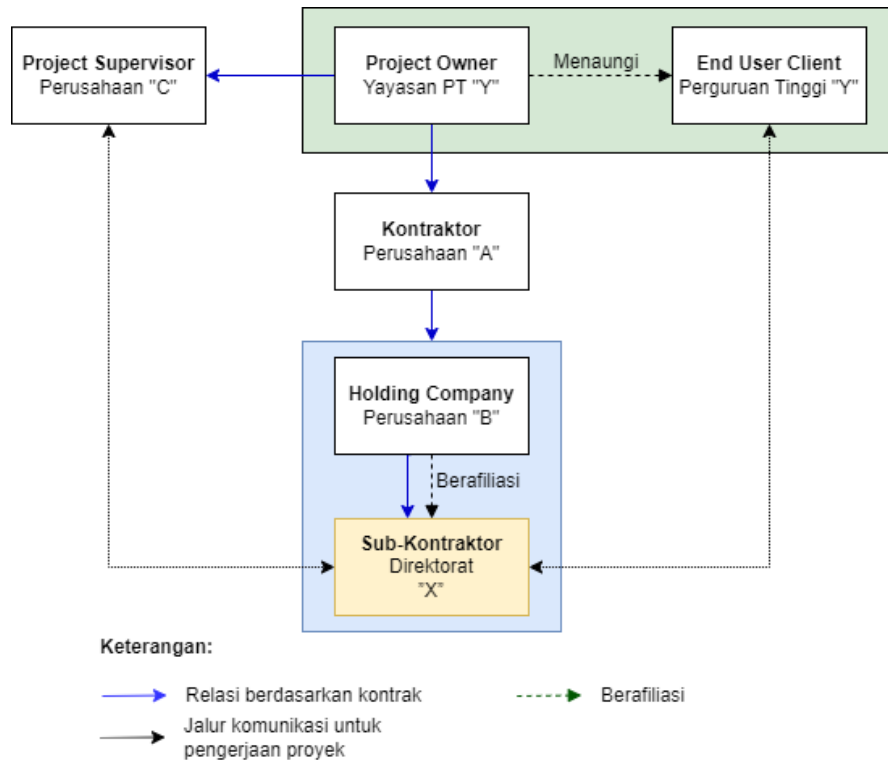 Project Supervisor
Perusahaan "C"
Project Owner
Yayasan PT "Y"
Menaungi
End User Client
Perguruan Tinggi "Y"
Kontraktor
Perusahaan "A"
Holding Company
Perusahaan "B"
Berafiliasi
Sub-Kontraktor
Direktorat
"X"
Keterangan:
Relasi berdasarkan kontrak
Berafiliasi
Jalur komunikasi untuk
pengerjaan proyek